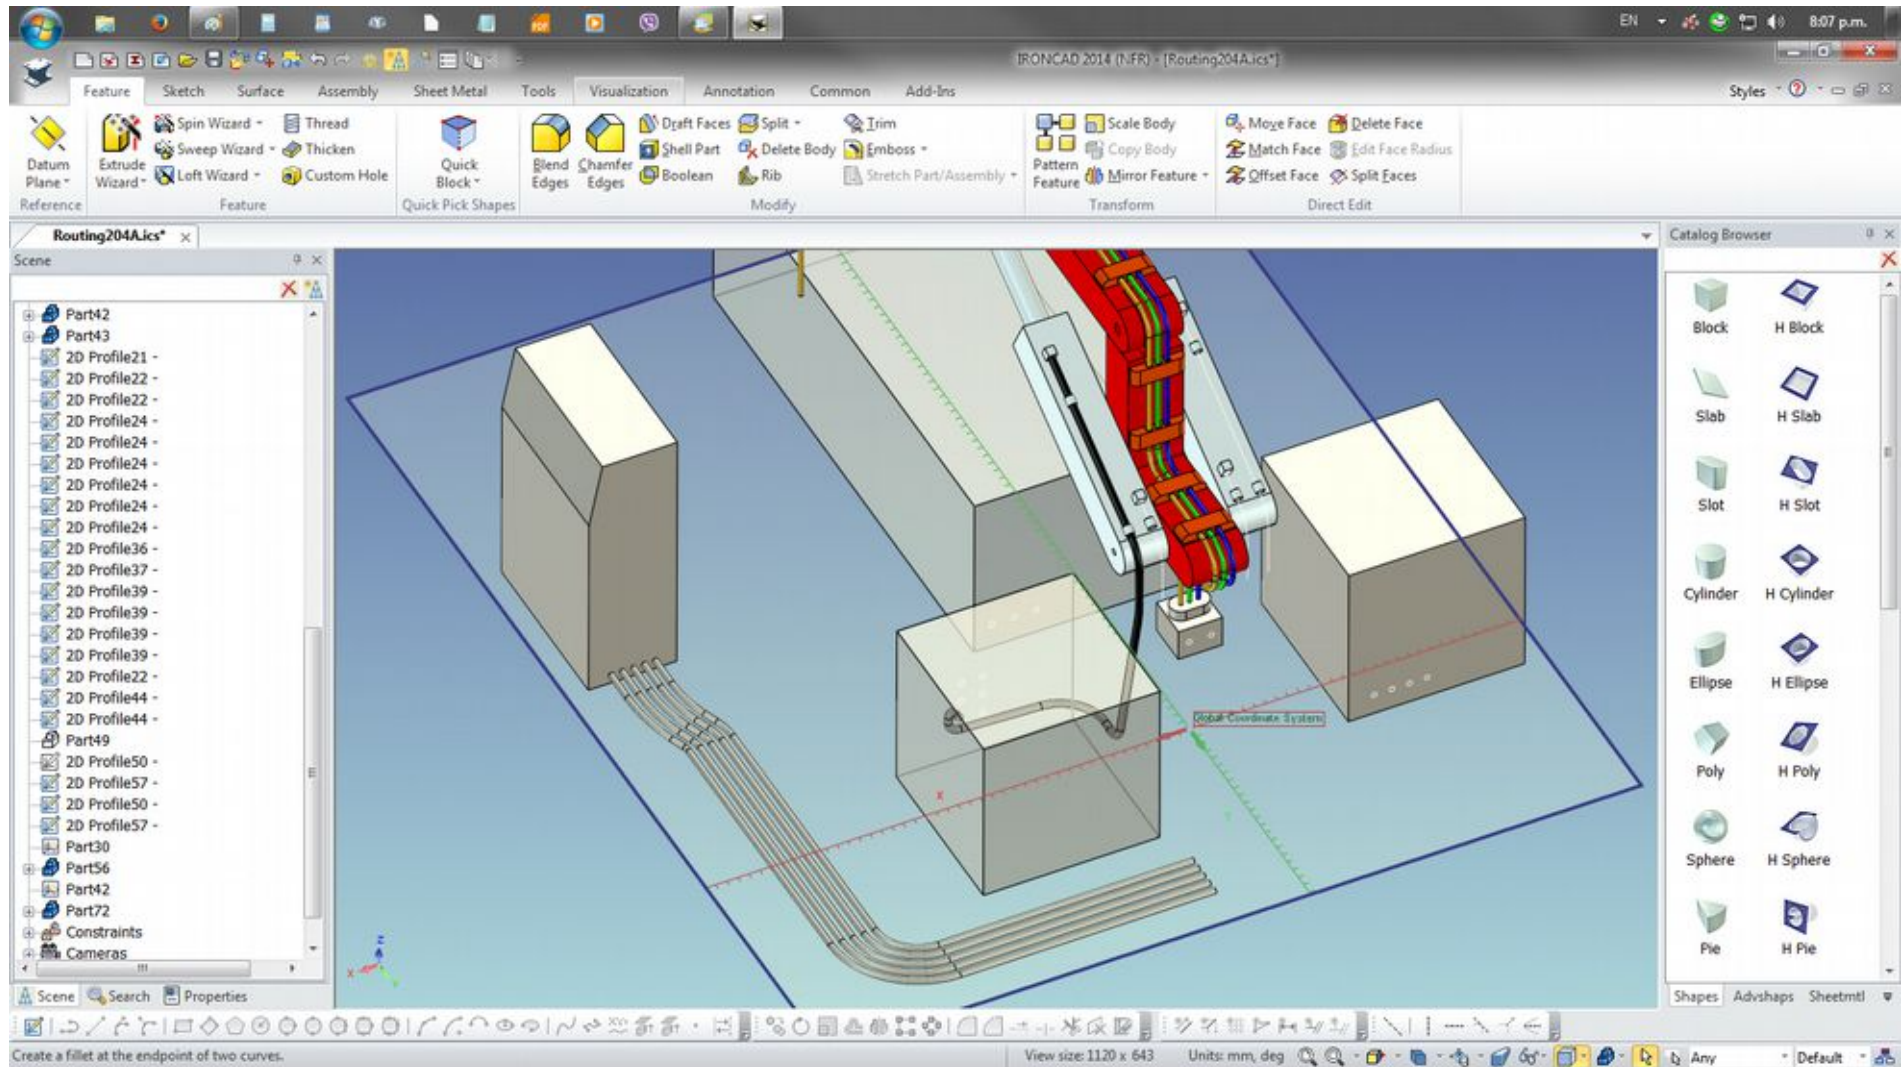 EN 8:07 p.m.
IRONCAD 2014 (NFR) - [Routing204A.ics*]
Feature Sketch Surface Assembly Sheet Metal Tools Visualization Annotation Common Add-Ins Styles
Spin Wizard Thread Draft Faces Split Trim Scale Body Move Face Delete Face
Sweep Wizard Thicken Shell Part Delete Body Emboss Copy Body Match Face Edit Face Radius
Datum Plane Extrude Wizard Loft Wizard Custom Hole Quick Block Blend Edges Chamfer Edges Boolean Rib Stretch Part/Assembly Pattern Feature Mirror Feature Offset Face Split Faces
Reference Feature Quick Pick Shapes Modify Transform Direct Edit
Routing204A.ics*
Scene
Part42
Part43
2D Profile21 -
2D Profile22 -
2D Profile22 -
2D Profile24 -
2D Profile24 -
2D Profile24 -
2D Profile24 -
2D Profile24 -
2D Profile24 -
2D Profile36 -
2D Profile37 -
2D Profile39 -
2D Profile39 -
2D Profile39 -
2D Profile39 -
2D Profile22 -
2D Profile44 -
2D Profile44 -
Part49
2D Profile50 -
2D Profile57 -
2D Profile50 -
2D Profile57 -
Part30
Part56
Part42
Part72
Constraints
Cameras
Scene Search Properties
Global Coordinate System
X
Z
X
Y
Catalog Browser
Block H Block
Slab H Slab
Slot H Slot
Cylinder H Cylinder
Ellipse H Ellipse
Poly H Poly
Sphere H Sphere
Pie H Pie
Shapes Advshaps Sheetmtl
Create a fillet at the endpoint of two curves.
View size: 1120 x 643 Units: mm, deg Any Default